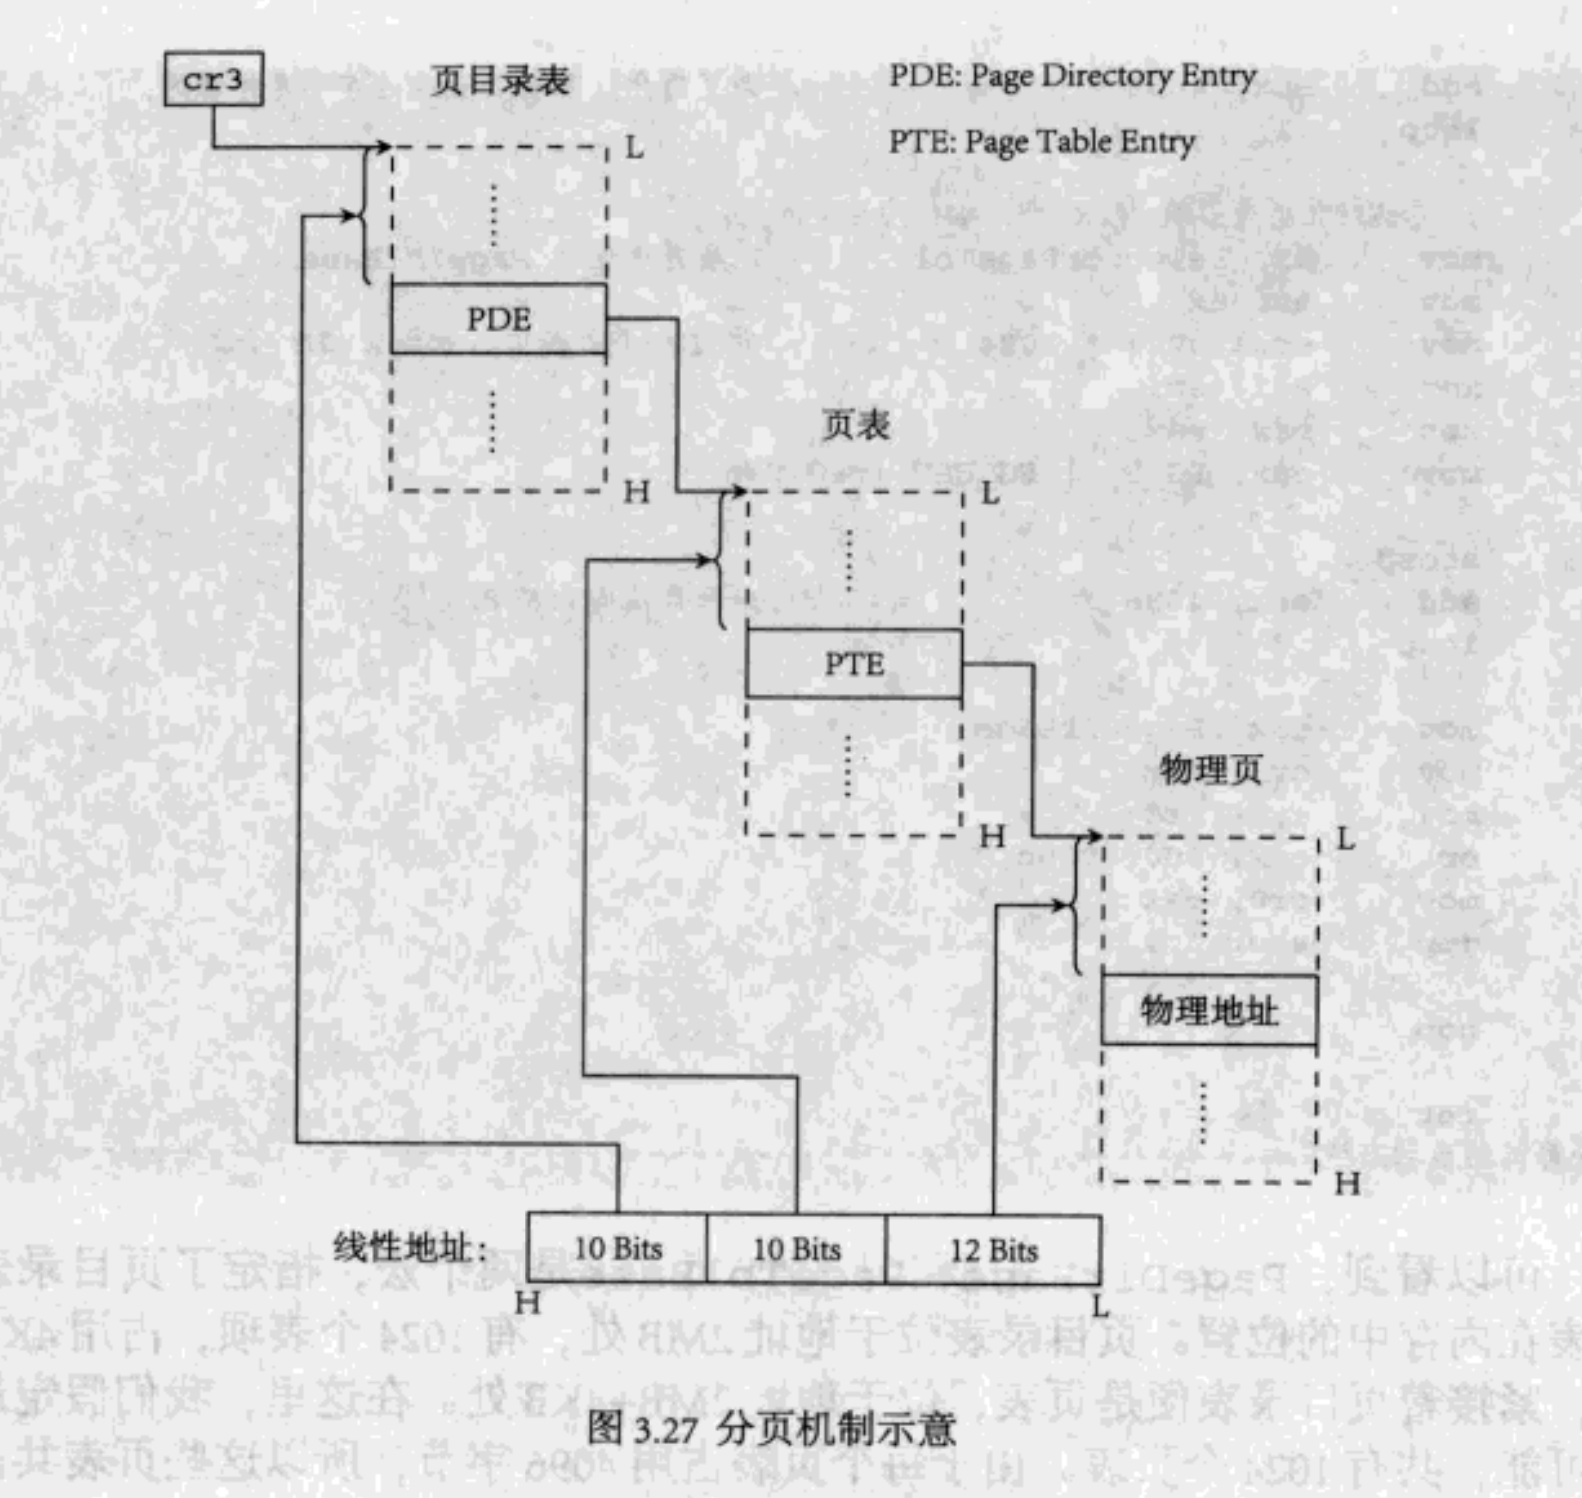 cr3
页目录表
PDE: Page Directory Entry
PTE: Page Table Entry
L
PDE
H
页表
L
PTE
H
物理页
L
物理地址
H
线性地址:
10 Bits
10 Bits
12 Bits
H
L
图 3.27 分页机制示意